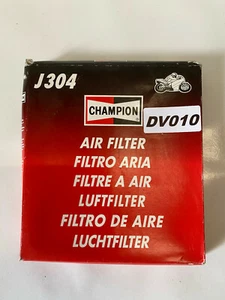 J304
CHAMPION
DV010
AIR FILTER
FILTRO ARIA
FILTRE A AIR
LUFTFILTER
FILTRO DE AIRE
LUCHTFILTER